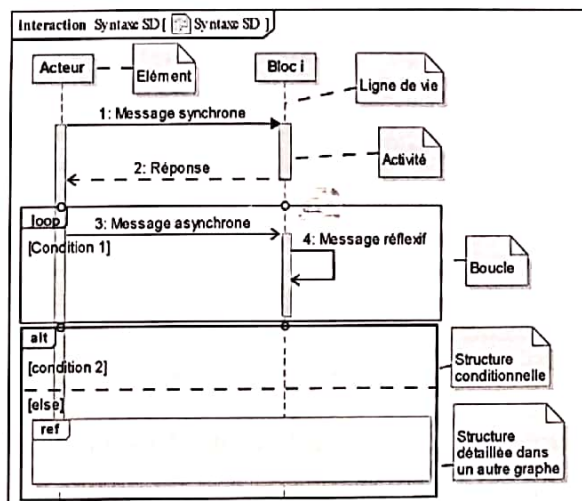 Interaction Syntaxe SD [ Syntaxe SD ]
Acteur
Elément
Bloc i
Ligne de vie
1: Message synchrone
Activité
2: Réponse
loop
3: Message asynchrone
[Condition 1]
4: Message réflexif
Boucle
alt
[condition 2]
Structure
conditionnelle
[else]
ref
Structure
détaillée dans
un autre graphe